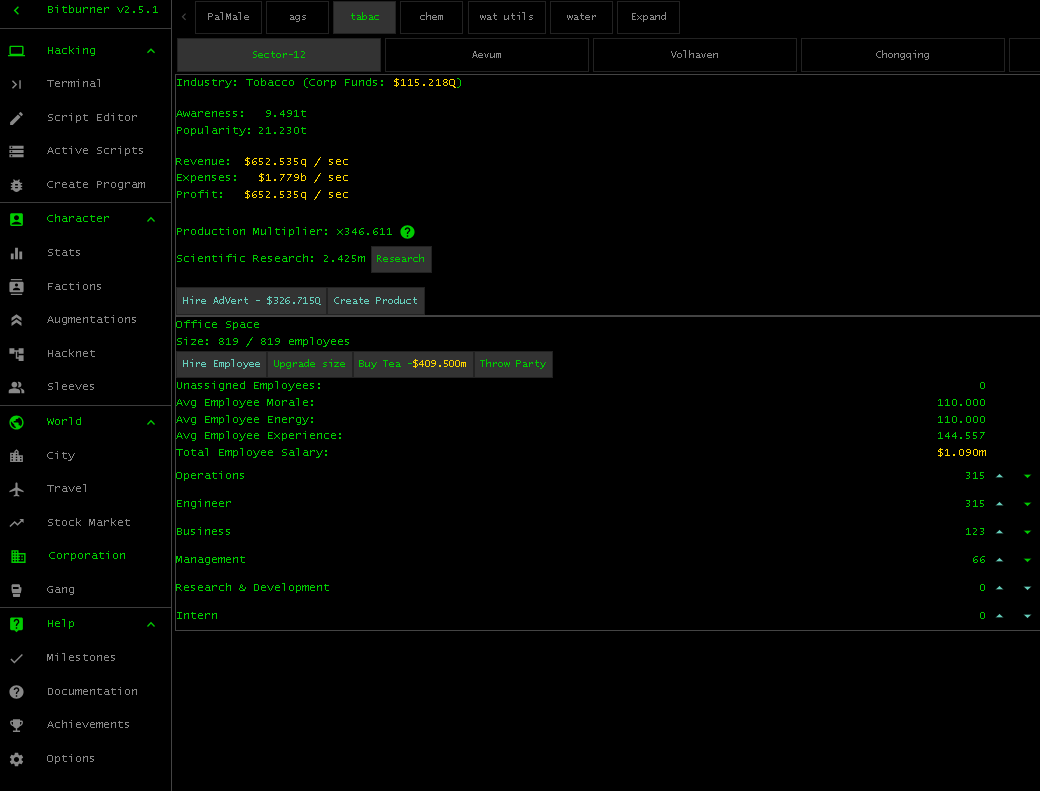 Bitburner v2.5.1
Hacking
Terminal
Script Editor
Active Scripts
Create Program
Character
Stats
Factions
Augmentations
Hacknet
Sleeves
World
City
Travel
Stock Market
Corporation
Gang
Help
Milestones
Documentation
Achievements
Options
PalMale ags tabac chem wat utils water Expand
Sector-12 Aevum Volhaven Chongqing
Industry: Tobacco (Corp Funds: $115.218Q)
Awareness: 9.491t
Popularity: 21.230t
Revenue: $652.535q / sec
Expenses: $1.779b / sec
Profit: $652.535q / sec
Production Multiplier: x346.611 ?
Scientific Research: 2.425m Research
Hire AdVert - $326.715Q Create Product
Office Space
Size: 819 / 819 employees
Hire Employee Upgrade size Buy Tea -$409.500m Throw Party
Unassigned Employees: 0
Avg Employee Morale: 110.000
Avg Employee Energy: 110.000
Avg Employee Experience: 144.557
Total Employee Salary: $1.090m
Operations 315
Engineer 315
Business 123
Management 66
Research & Development 0
Intern 0